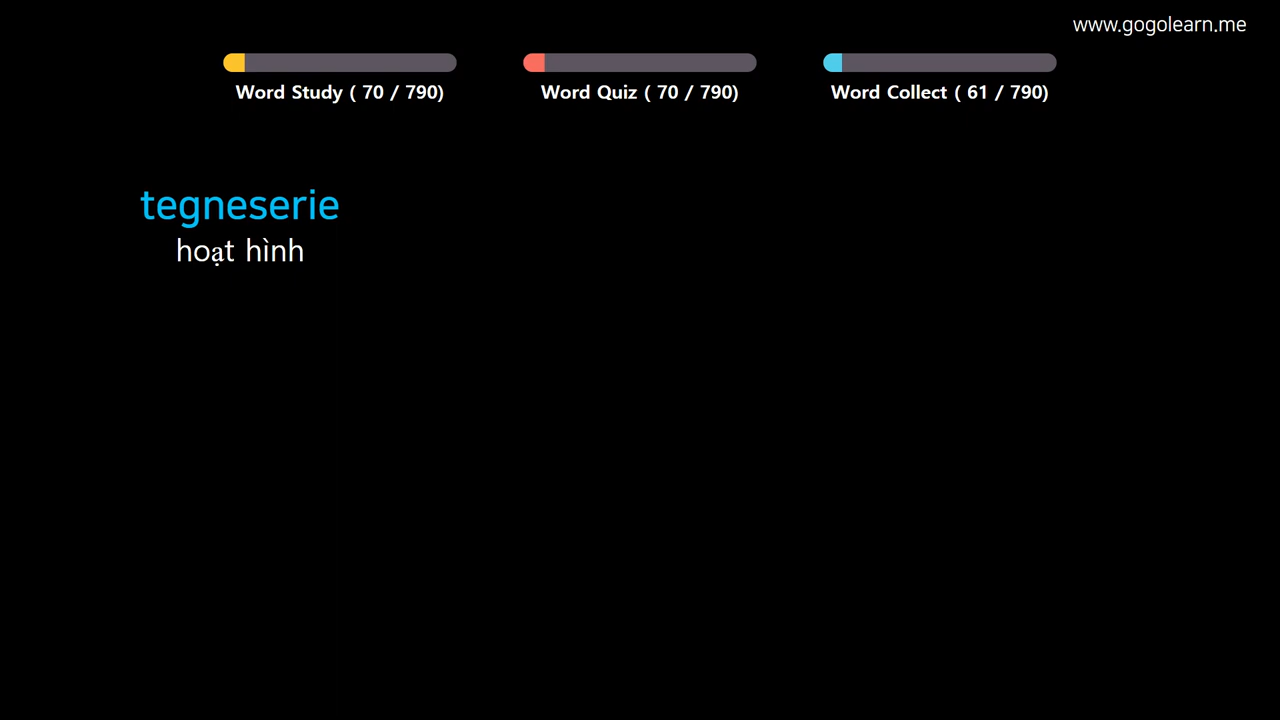 www.gogolearn.me
Word Study ( 70 / 790)
Word Quiz ( 70 / 790)
Word Collect ( 61 / 790)
tegneserie
hoạt hình